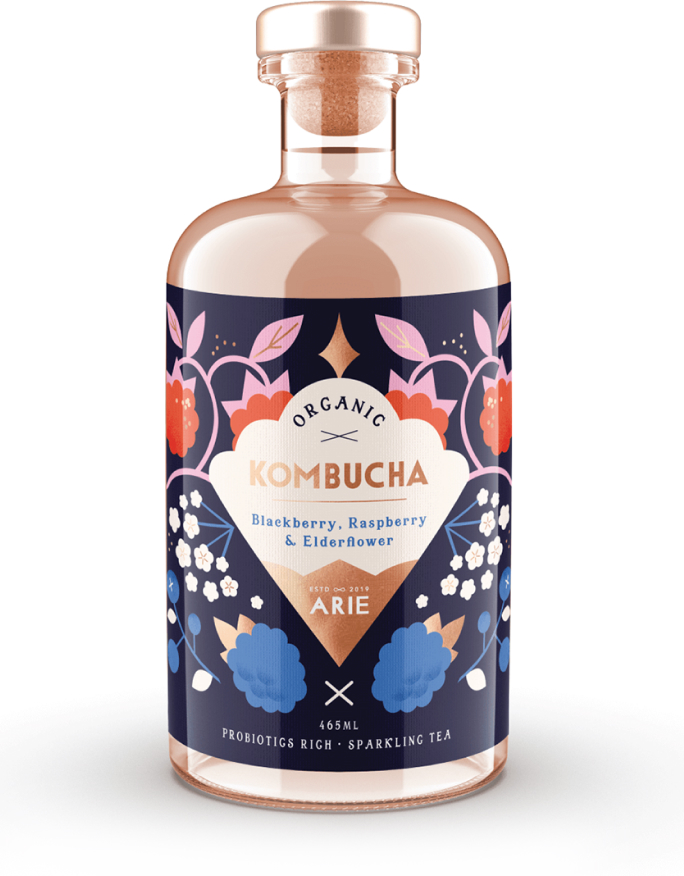 ORGANIC
KOMBUCHA
Blackberry, Raspberry
& Elderflower
ESTD 2019
ARIE
465ML
PROBIOTICS RICH · SPARKLING TEA